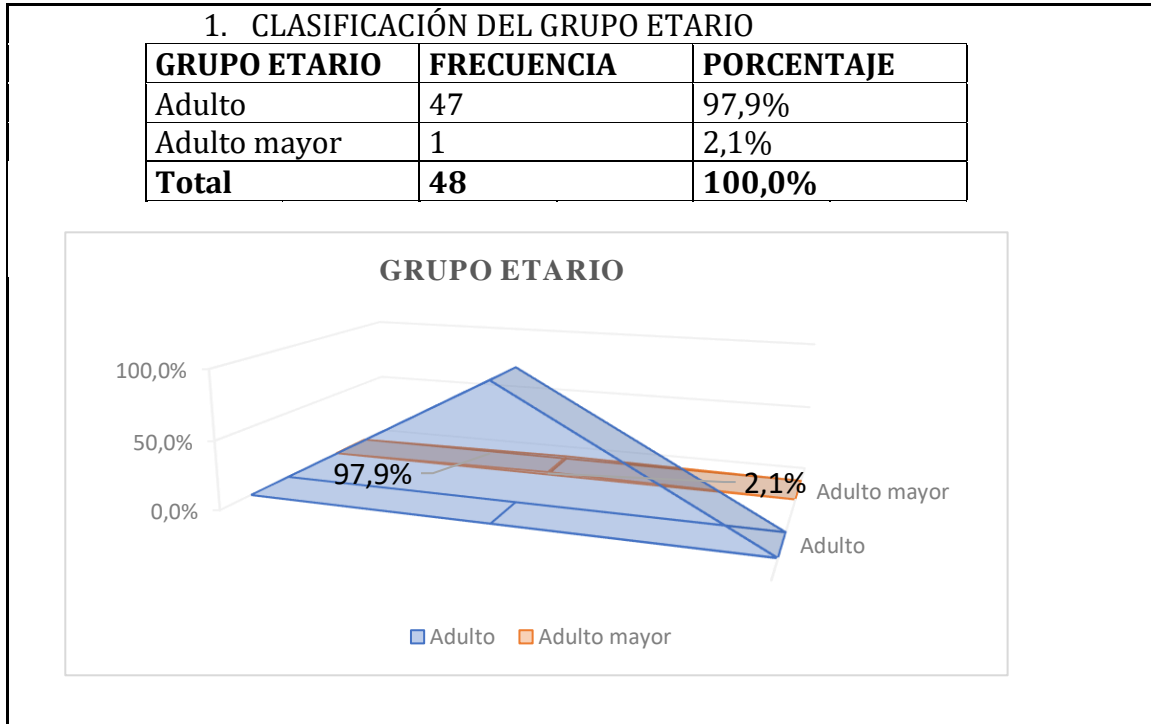 1. CLASIFICACIÓN DEL GRUPO ETARIO
GRUPO ETARIO FRECUENCIA PORCENTAJE
Adulto 47 97,9%
Adulto mayor 1 2,1%
Total 48 100,0%
GRUPO ETARIO
100,0%
50,0%
0,0%
97,9%
2,1%
Adulto mayor
Adulto
Adulto Adulto mayor